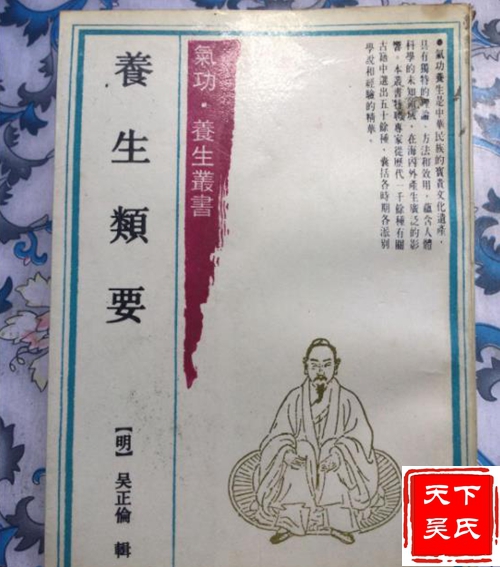 ●氣功養生是中華民族的寶貴文化遺產，
具有獨特的理論、方法和效用，蘊含人體
科學的未知領域，在海內外產生廣泛的影
響。本叢書特聘專家從歷代一千餘種有關
古籍中選出五十餘種，囊括各時期各派別
學說和經驗的精華。
氣功·養生叢書
養生類要
【明】吴正倫 輯
天下
吴氏